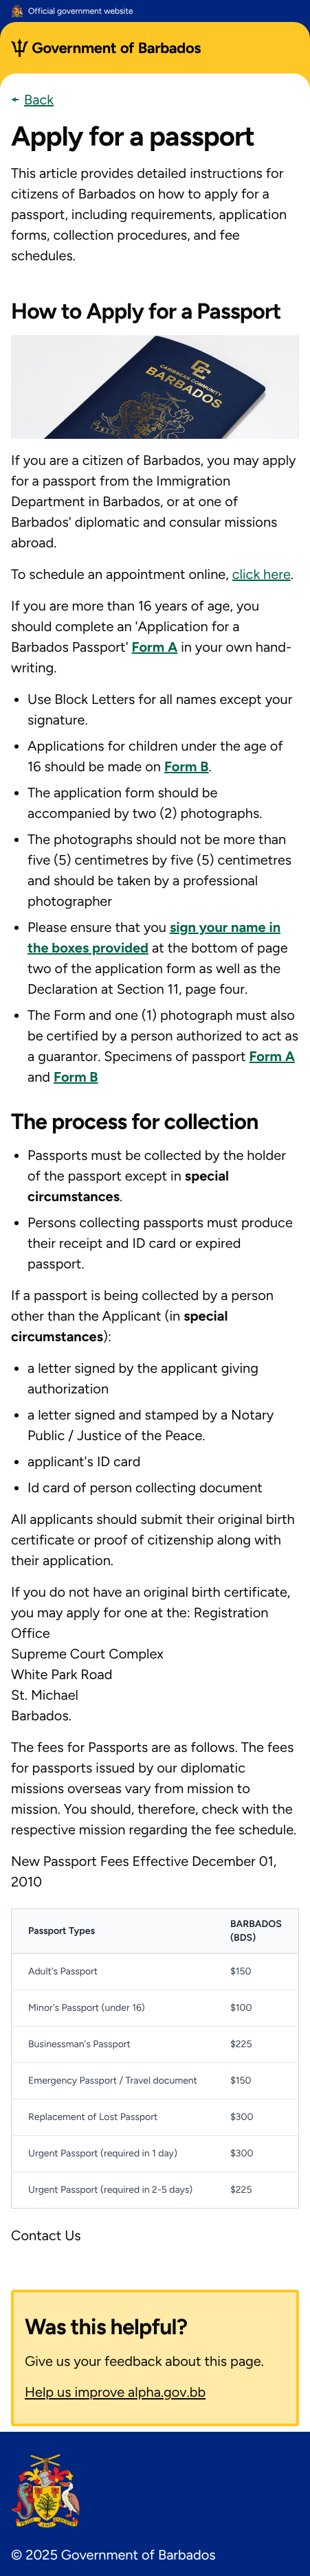 Official government website
Government of Barbados
← Back
Apply for a passport
This article provides detailed instructions for
citizens of Barbados on how to apply for a
passport, including requirements, application
forms, collection procedures, and fee
schedules.
How to Apply for a Passport
CARIBBEAN COMMUNITY
BARBADOS
If you are a citizen of Barbados, you may apply
for a passport from the Immigration
Department in Barbados, or at one of
Barbados' diplomatic and consular missions
abroad.
To schedule an appointment online, click here.
If you are more than 16 years of age, you
should complete an 'Application for a
Barbados Passport' Form A in your own hand-
writing.
• Use Block Letters for all names except your
signature.
• Applications for children under the age of
16 should be made on Form B.
• The application form should be
accompanied by two (2) photographs.
• The photographs should not be more than
five (5) centimetres by five (5) centimetres
and should be taken by a professional
photographer
• Please ensure that you sign your name in
the boxes provided at the bottom of page
two of the application form as well as the
Declaration at Section 11, page four.
• The Form and one (1) photograph must also
be certified by a person authorized to act as
a guarantor. Specimens of passport Form A
and Form B
The process for collection
• Passports must be collected by the holder
of the passport except in special
circumstances.
• Persons collecting passports must produce
their receipt and ID card or expired
passport.
If a passport is being collected by a person
other than the Applicant (in special
circumstances):
• a letter signed by the applicant giving
authorization
• a letter signed and stamped by a Notary
Public / Justice of the Peace.
• applicant's ID card
• Id card of person collecting document
All applicants should submit their original birth
certificate or proof of citizenship along with
their application.
If you do not have an original birth certificate,
you may apply for one at the: Registration
Office
Supreme Court Complex
White Park Road
St. Michael
Barbados.
The fees for Passports are as follows. The fees
for passports issued by our diplomatic
missions overseas vary from mission to
mission. You should, therefore, check with the
respective mission regarding the fee schedule.
New Passport Fees Effective December 01,
2010
Passport Types BARBADOS (BDS)
Adult's Passport $150
Minor's Passport (under 16) $100
Businessman's Passport $225
Emergency Passport / Travel document $150
Replacement of Lost Passport $300
Urgent Passport (required in 1 day) $300
Urgent Passport (required in 2-5 days) $225
Contact Us
Was this helpful?
Give us your feedback about this page.
Help us improve alpha.gov.bb
© 2025 Government of Barbados